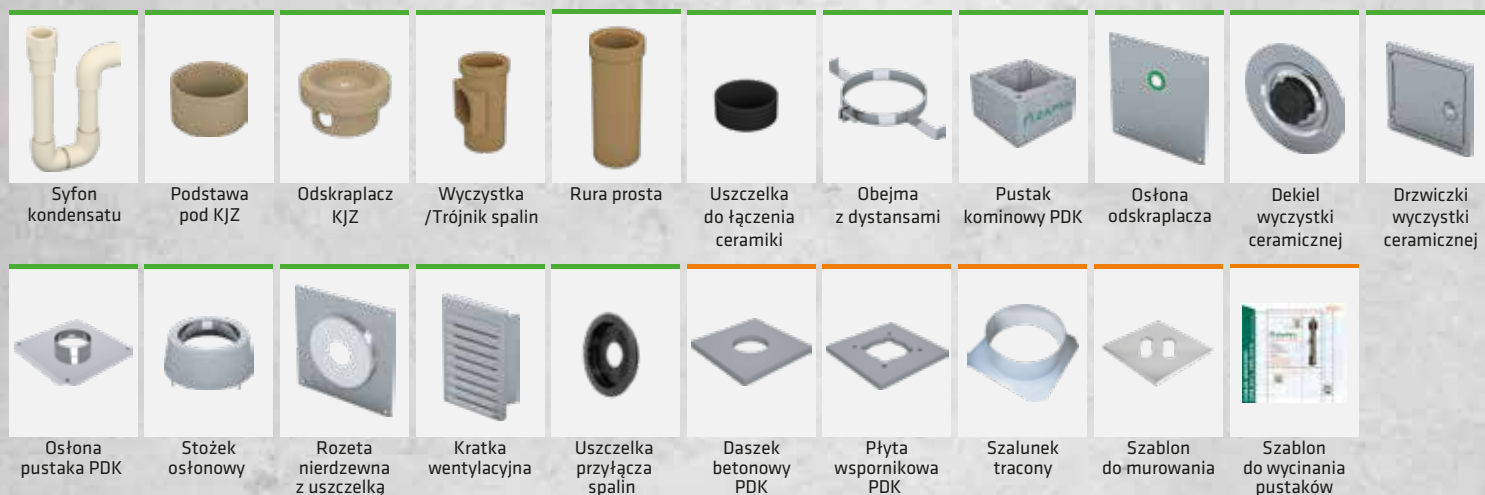 Syfon
kondensatu
Podstawa
pod KJZ
Odskraplacz
KJZ
Wyczystka
/Trójnik spalin
Rura prosta
Uszczelka
do łączenia
ceramiki
Obejma
z dystansami
Pustak
kominowy PDK
Osłona
odskraplacza
Dekiel
wyczystki
ceramicznej
Drzwiczki
wyczystki
ceramicznej
Osłona
pustaka PDK
Stożek
osłonowy
Rozeta
nierdzewna
z uszczelką
Kratka
wentylacyjna
Uszczelka
przyłącza
spalin
Daszek
betonowy
PDK
Płyta
wspornikowa
PDK
Szalunek
tracony
Szablon
do murowania
Szablon
do wycinania
pustaków